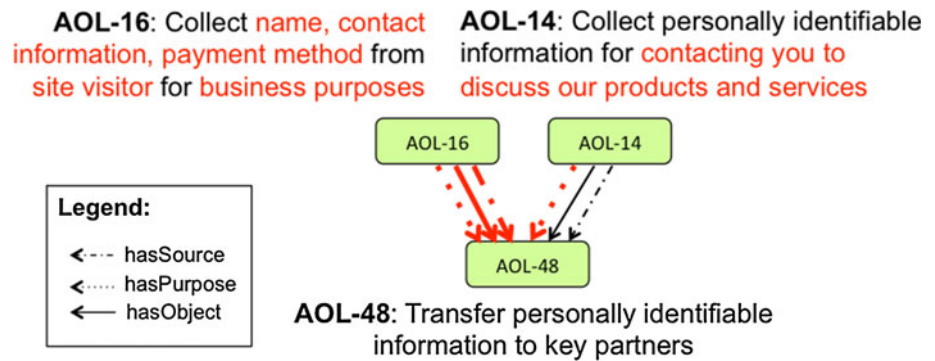 AOL-16: Collect name, contact
information, payment method from
site visitor for business purposes
AOL-14: Collect personally identifiable
information for contacting you to
discuss our products and services
AOL-16
AOL-14
Legend:
hasSource
hasPurpose
hasObject
AOL-48
AOL-48: Transfer personally identifiable
information to key partners